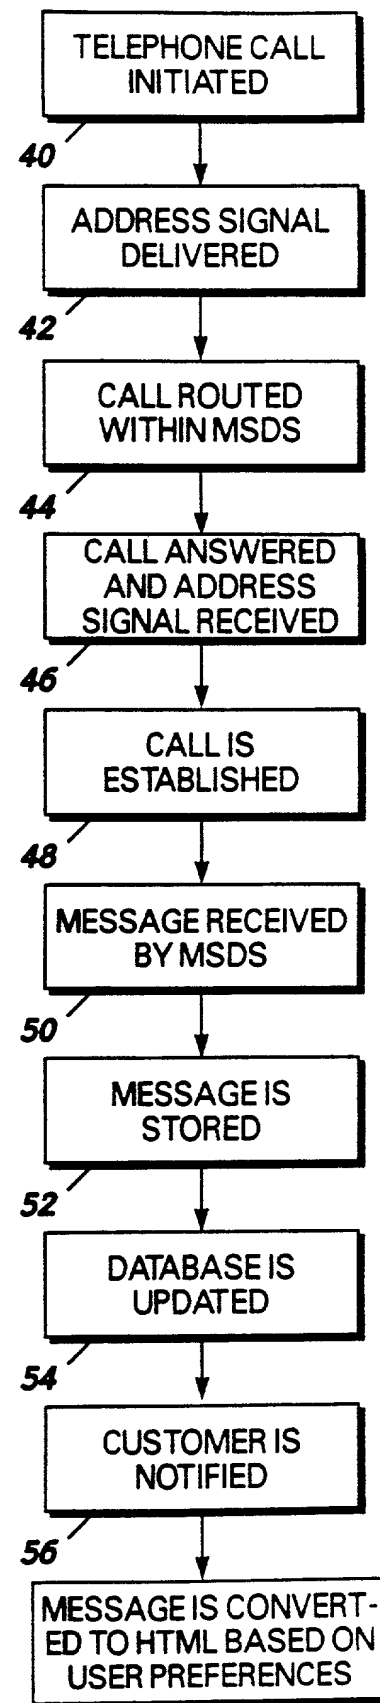 TELEPHONE CALL
INITIATED
40
ADDRESS SIGNAL
DELIVERED
42
CALL ROUTED
WITHIN MSDS
44
CALL ANSWERED
AND ADDRESS
SIGNAL RECEIVED
46
CALL IS
ESTABLISHED
48
MESSAGE RECEIVED
BY MSDS
50
MESSAGE IS
STORED
52
DATABASE IS
UPDATED
54
CUSTOMER IS
NOTIFIED
56
MESSAGE IS CONVERT-
ED TO HTML BASED ON
USER PREFERENCES